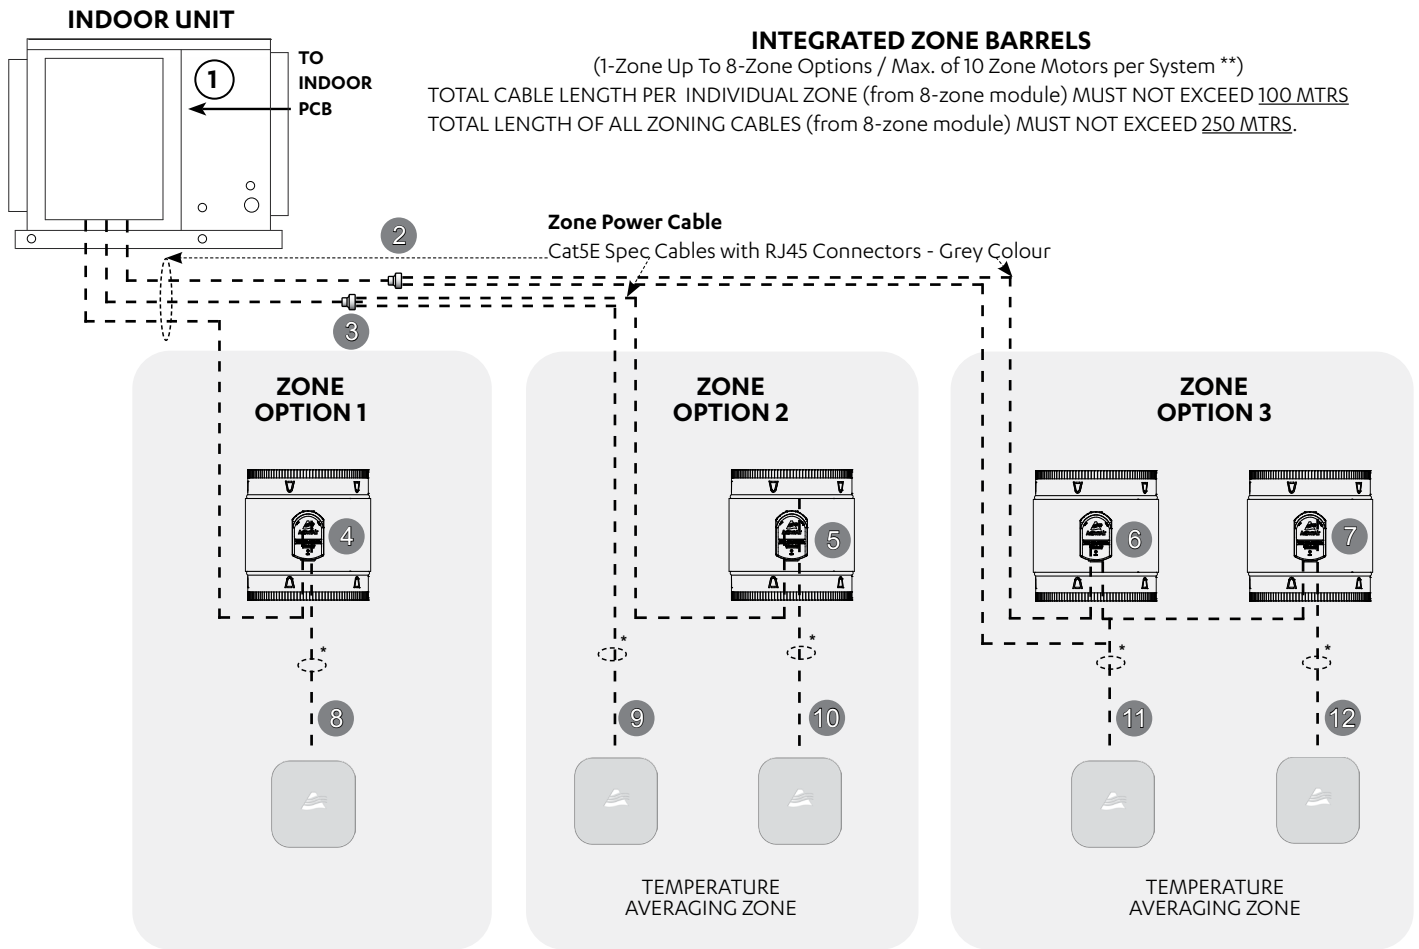 INDOOR UNIT
1
TO
INDOOR
PCB
INTEGRATED ZONE BARRELS
(1-Zone Up To 8-Zone Options / Max. of 10 Zone Motors per System **)
TOTAL CABLE LENGTH PER INDIVIDUAL ZONE (from 8-zone module) MUST NOT EXCEED 100 MTRS
TOTAL LENGTH OF ALL ZONING CABLES (from 8-zone module) MUST NOT EXCEED 250 MTRS.
2
Zone Power Cable
Cat5E Spec Cables with RJ45 Connectors - Grey Colour
3
ZONE
OPTION 1
ZONE
OPTION 2
ZONE
OPTION 3
4
5
6
7
*
*
*
*
*
8
9
10
11
12
TEMPERATURE
AVERAGING ZONE
TEMPERATURE
AVERAGING ZONE